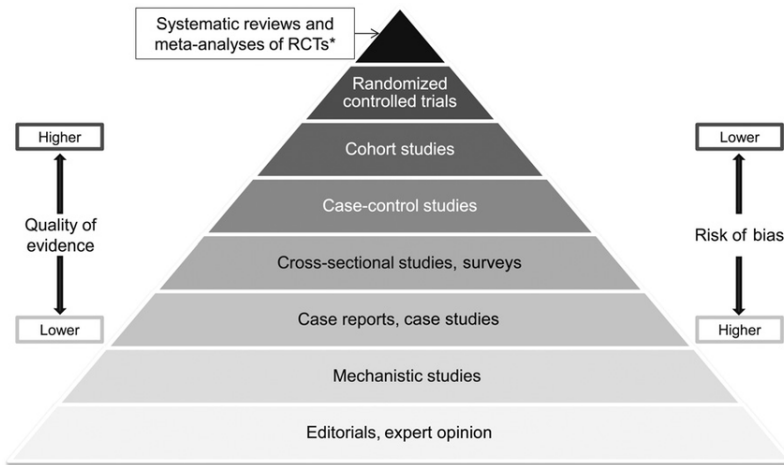 Systematic reviews and
meta-analyses of RCTs*
Randomized
controlled trials
Higher
Lower
Cohort studies
Case-control studies
Quality of
evidence
Risk of bias
Cross-sectional studies, surveys
Case reports, case studies
Lower
Higher
Mechanistic studies
Editorials, expert opinion